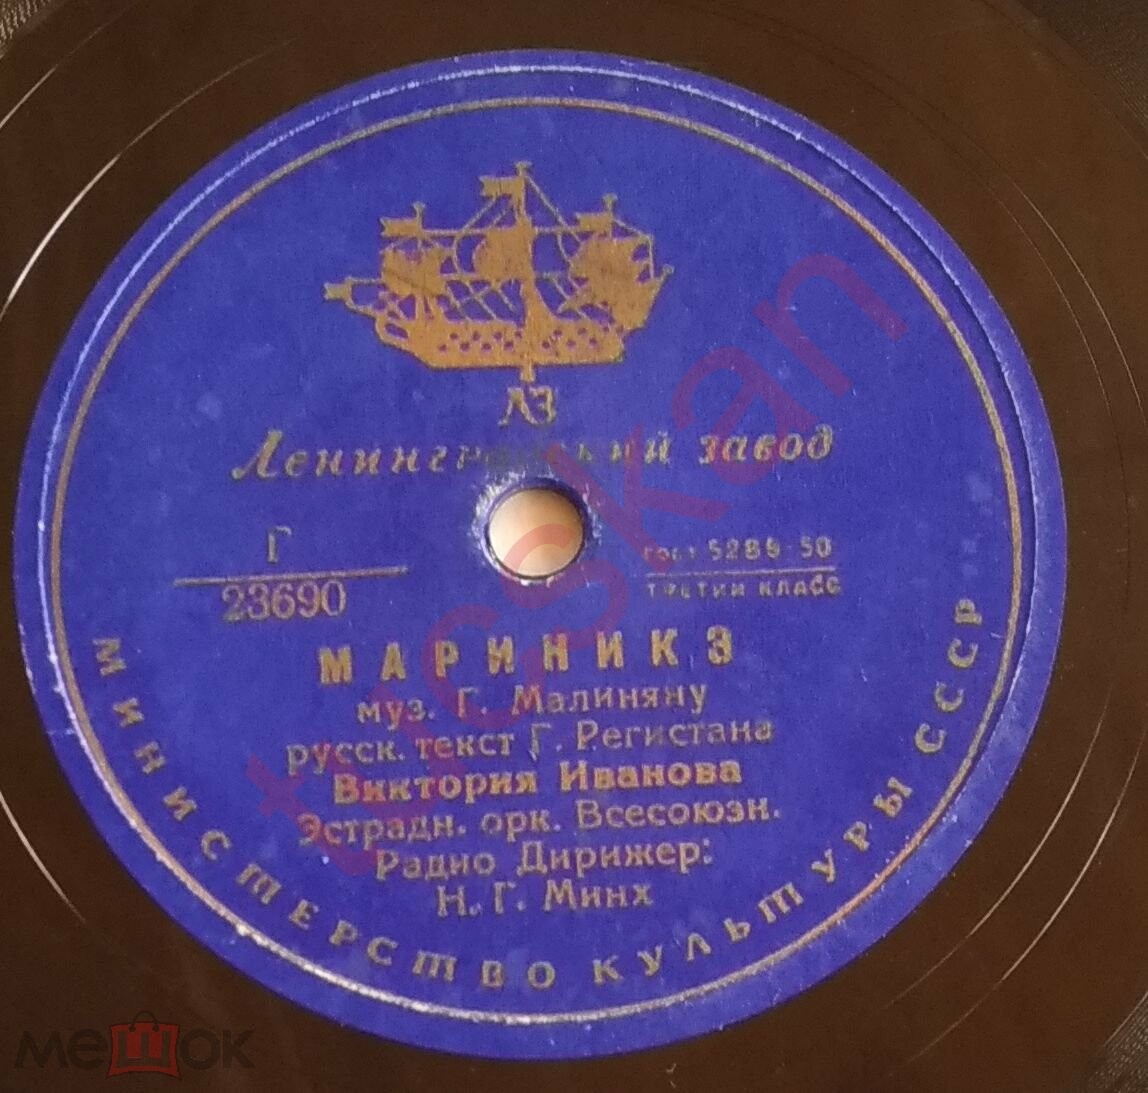 ЛЗ
Ленинградский завод
Г
23690
ГОСТ 5289-50
ТРЕТИЙ КЛАСС
МАРИНИКЭ
муз. Г. Малиняну
русск. текст Г. Регистана
Виктория Иванова
Эстрадн. орк. Всесоюзн.
Радио Дирижер:
Н. Г. Минх
МИНИСТЕРСТВО КУЛЬТУРЫ СССР
turgskan
мешок